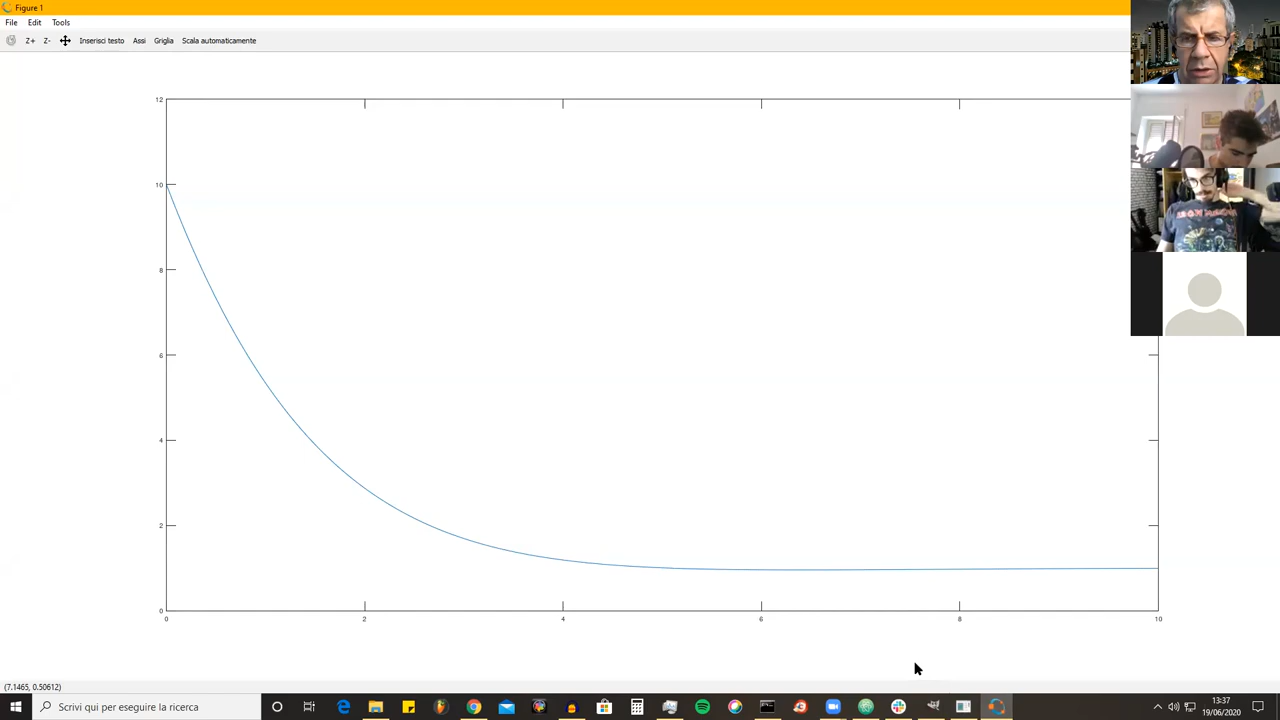 Figure 1
File Edit Tools
Z+ Z- Inserisci testo Assi Griglia Scala automaticamente
12
10
8
6
4
2
0
0 2 4 6 8 10
(7.1465, 0.50612)
Scrivi qui per eseguire la ricerca
13:37
19/06/2020